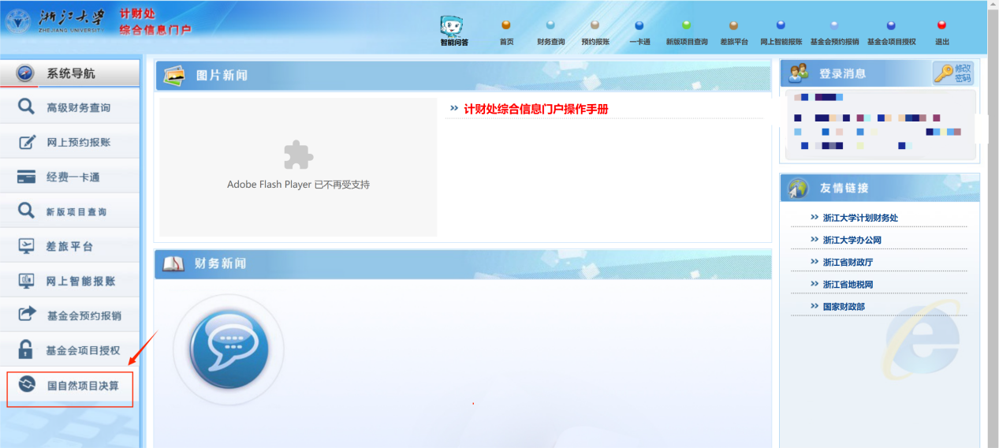 浙江大学
ZHEJIANG UNIVERSITY
计财处
综合信息门户
智能问答
首页
财务查询
预约报账
一卡通
新版项目查询
差旅平台
网上智能报账
基金会预约报销
基金会项目授权
退出
系统导航
高级财务查询
网上预约报账
经费一卡通
新版项目查询
差旅平台
网上智能报账
基金会预约报销
基金会项目授权
国自然项目决算
图片新闻
Adobe Flash Player 已不再受支持
计财处综合信息门户操作手册
财务新闻
登录消息
修改
密码
友情链接
浙江大学计划财务处
浙江大学办公网
浙江省财政厅
浙江省地税网
国家财政部